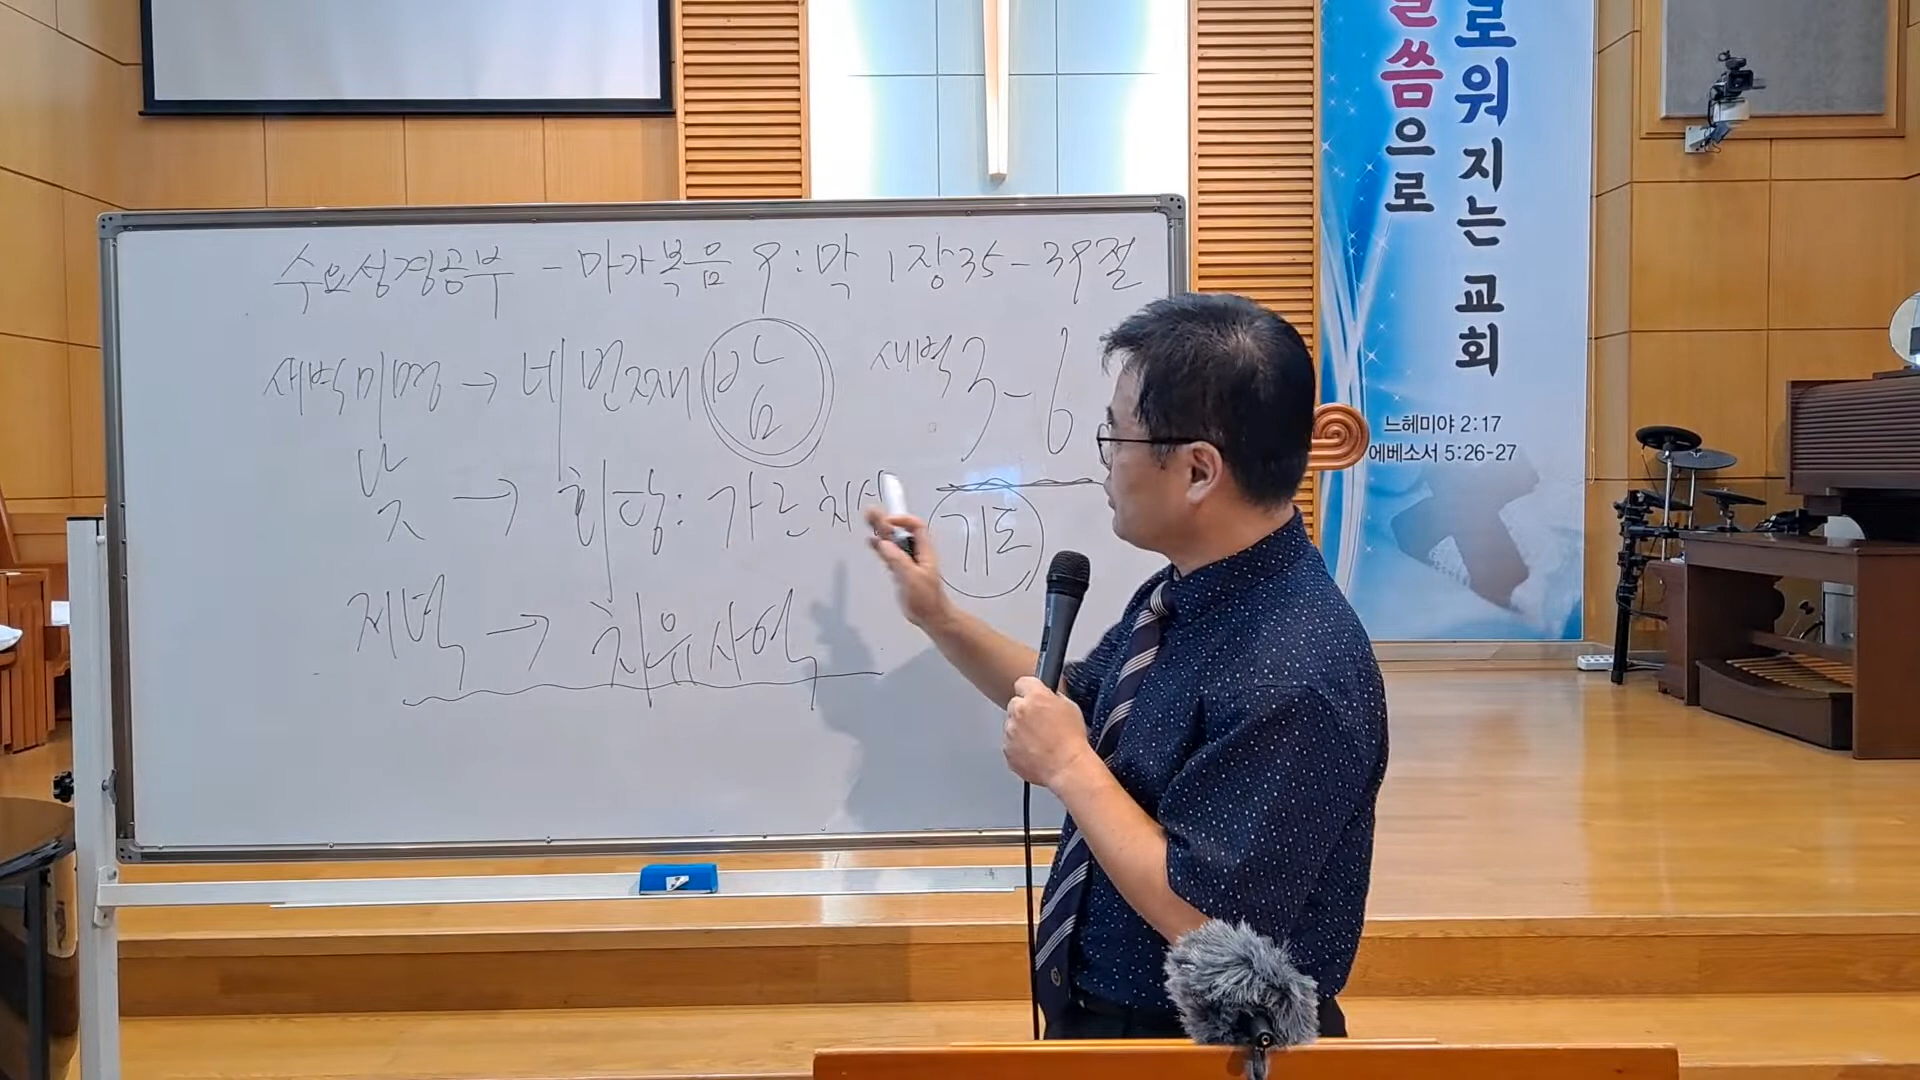 수요성경공부 - 마가복음 9 : 막 1장35-39절
새벽미명 → 네번째 밤 새벽 3-6
낮 → 회당: 가르치심 기도
저녁 → 치유사역
말씀으로
로워지는 교회
느헤미야 2:17
에베소서 5:26-27